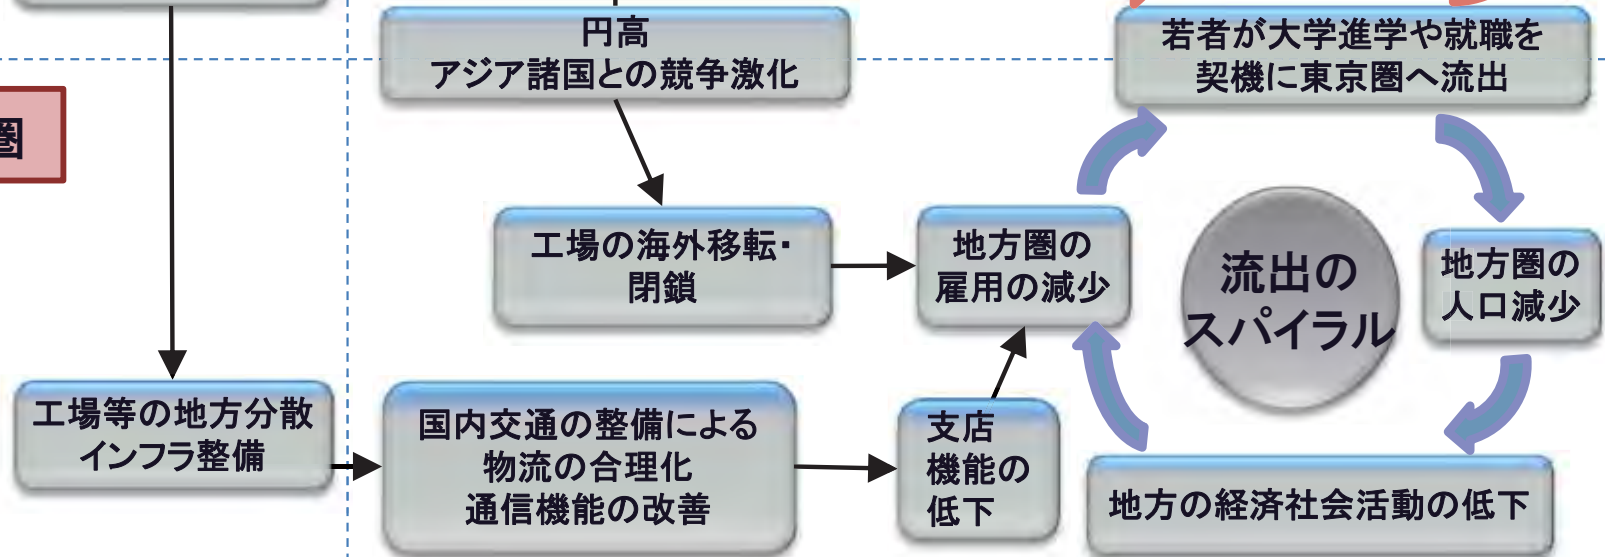 円高
アジア諸国との競争激化
若者が大学進学や就職を
契機に東京圏へ流出
圏
工場の海外移転・
閉鎖
地方圏の
雇用の減少
流出の
スパイラル
地方圏の
人口減少
工場等の地方分散
インフラ整備
国内交通の整備による
物流の合理化
通信機能の改善
支店
機能の
低下
地方の経済社会活動の低下